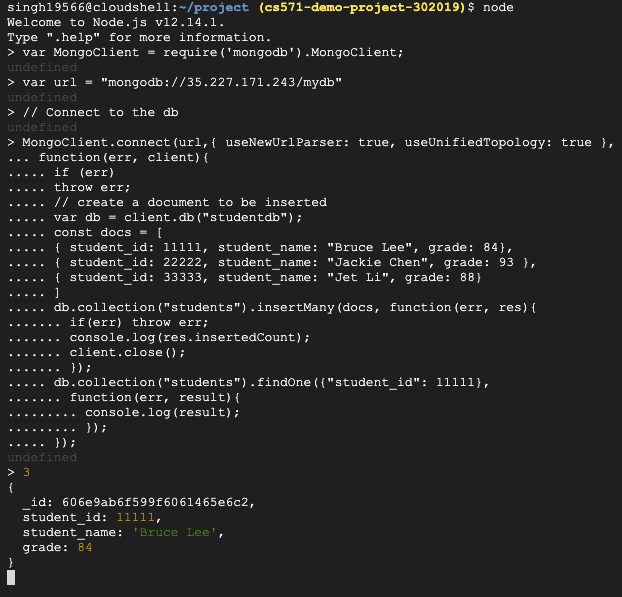 singhl9566@cloudshell:~/project (cs571-demo-project-302019)$ node
Welcome to Node.js v12.14.1.
Type ".help" for more information.
> var MongoClient = require('mongodb').MongoClient;
undefined
> var url = "mongodb://35.227.171.243/mydb"
undefined
> // Connect to the db
undefined
> MongoClient.connect(url,{ useNewUrlParser: true, useUnifiedTopology: true },
... function(err, client){
..... if (err)
..... throw err;
..... // create a document to be inserted
..... var db = client.db("studentdb");
..... const docs = [
..... { student_id: 11111, student_name: "Bruce Lee", grade: 84},
..... { student_id: 22222, student_name: "Jackie Chen", grade: 93 },
..... { student_id: 33333, student_name: "Jet Li", grade: 88}
..... ]
..... db.collection("students").insertMany(docs, function(err, res){
....... if(err) throw err;
....... console.log(res.insertedCount);
....... client.close();
....... });
..... db.collection("students").findOne({"student_id": 11111},
....... function(err, result){
......... console.log(result);
......... });
..... });
undefined
> 3
{
  _id: 606e9ab6f599f6061465e6c2,
  student_id: 11111,
  student_name: 'Bruce Lee',
  grade: 84
}